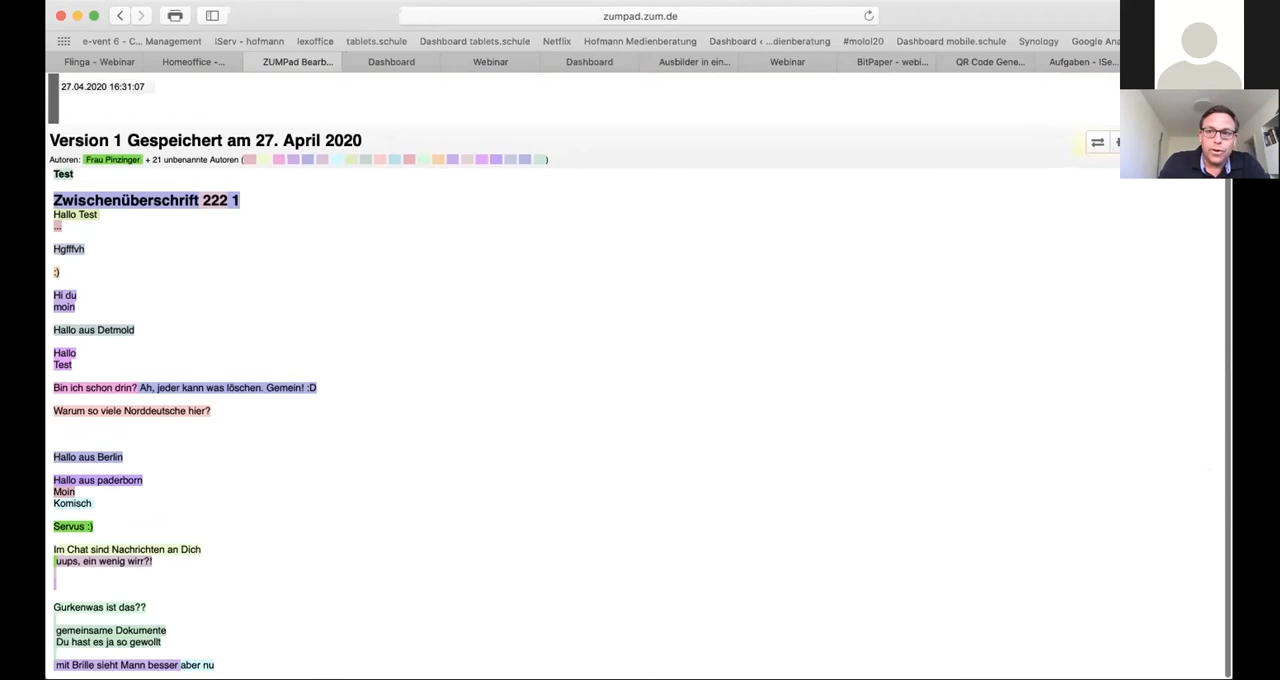 zumpad.zum.de
e-vent 6 - C... Management iServ - hofmann lexoffice tablets.schule Dashboard tablets.schule Netflix Hofmann Medienberatung Dashboard ‹ ...dienberatung #molol20 Dashboard mobile.schule Synology Google Ana
Flinga – Webinar Homeoffice -... ZUMPad Bearb... Dashboard Webinar Dashboard Ausbilder in ein... Webinar BitPaper - webi... QR Code Gene... Aufgaben - ISe...
27.04.2020 16:31:07
Version 1 Gespeichert am 27. April 2020
Autoren: Frau Pinzinger + 21 unbenannte Autoren ( )
Test
Zwischenüberschrift 222 1
Hallo Test
...
Hgfffvh
:)
Hi du
moin
Hallo aus Detmold
Hallo
Test
Bin ich schon drin? Ah, jeder kann was löschen. Gemein! :D
Warum so viele Norddeutsche hier?
Hallo aus Berlin
Hallo aus paderborn
Moin
Komisch
Servus :)
Im Chat sind Nachrichten an Dich
uups, ein wenig wirr?!
Gurkenwas ist das??
gemeinsame Dokumente
Du hast es ja so gewollt
mit Brille sieht Mann besser aber nu